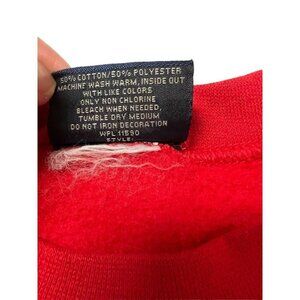 50% COTTON/50% POLYESTER
MACHINE WASH WARM, INSIDE OUT
WITH LIKE COLORS
ONLY NON CHLORINE
BLEACH WHEN NEEDED,
TUMBLE DRY MEDIUM
DO NOT IRON DECORATION
WPL 11590
STYLE: